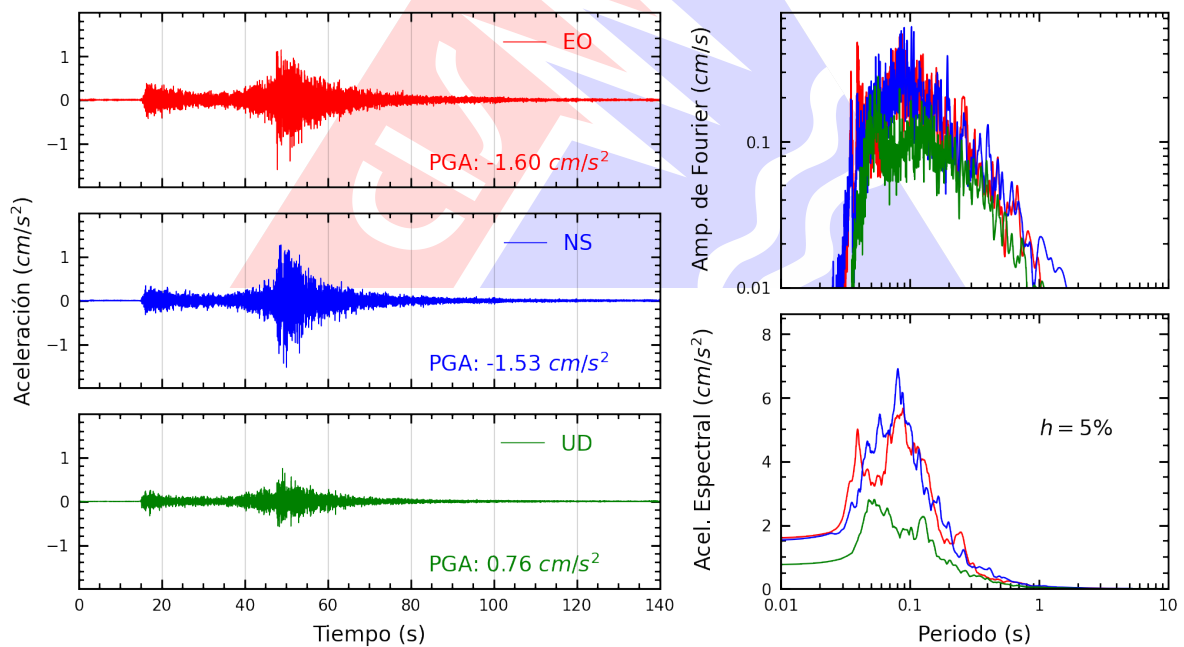 Aceleración (cm/s²)
1
0
−1
EO
PGA: -1.60 cm/s²
1
0
−1
NS
PGA: -1.53 cm/s²
1
0
−1
UD
PGA: 0.76 cm/s²
0 20 40 60 80 100 120 140
Tiempo (s)
Amp. de Fourier (cm/s)
0.1
0.01
Acel. Espectral (cm/s²)
8
6
4
2
0
h = 5%
0.01 0.1 1 10
Periodo (s)